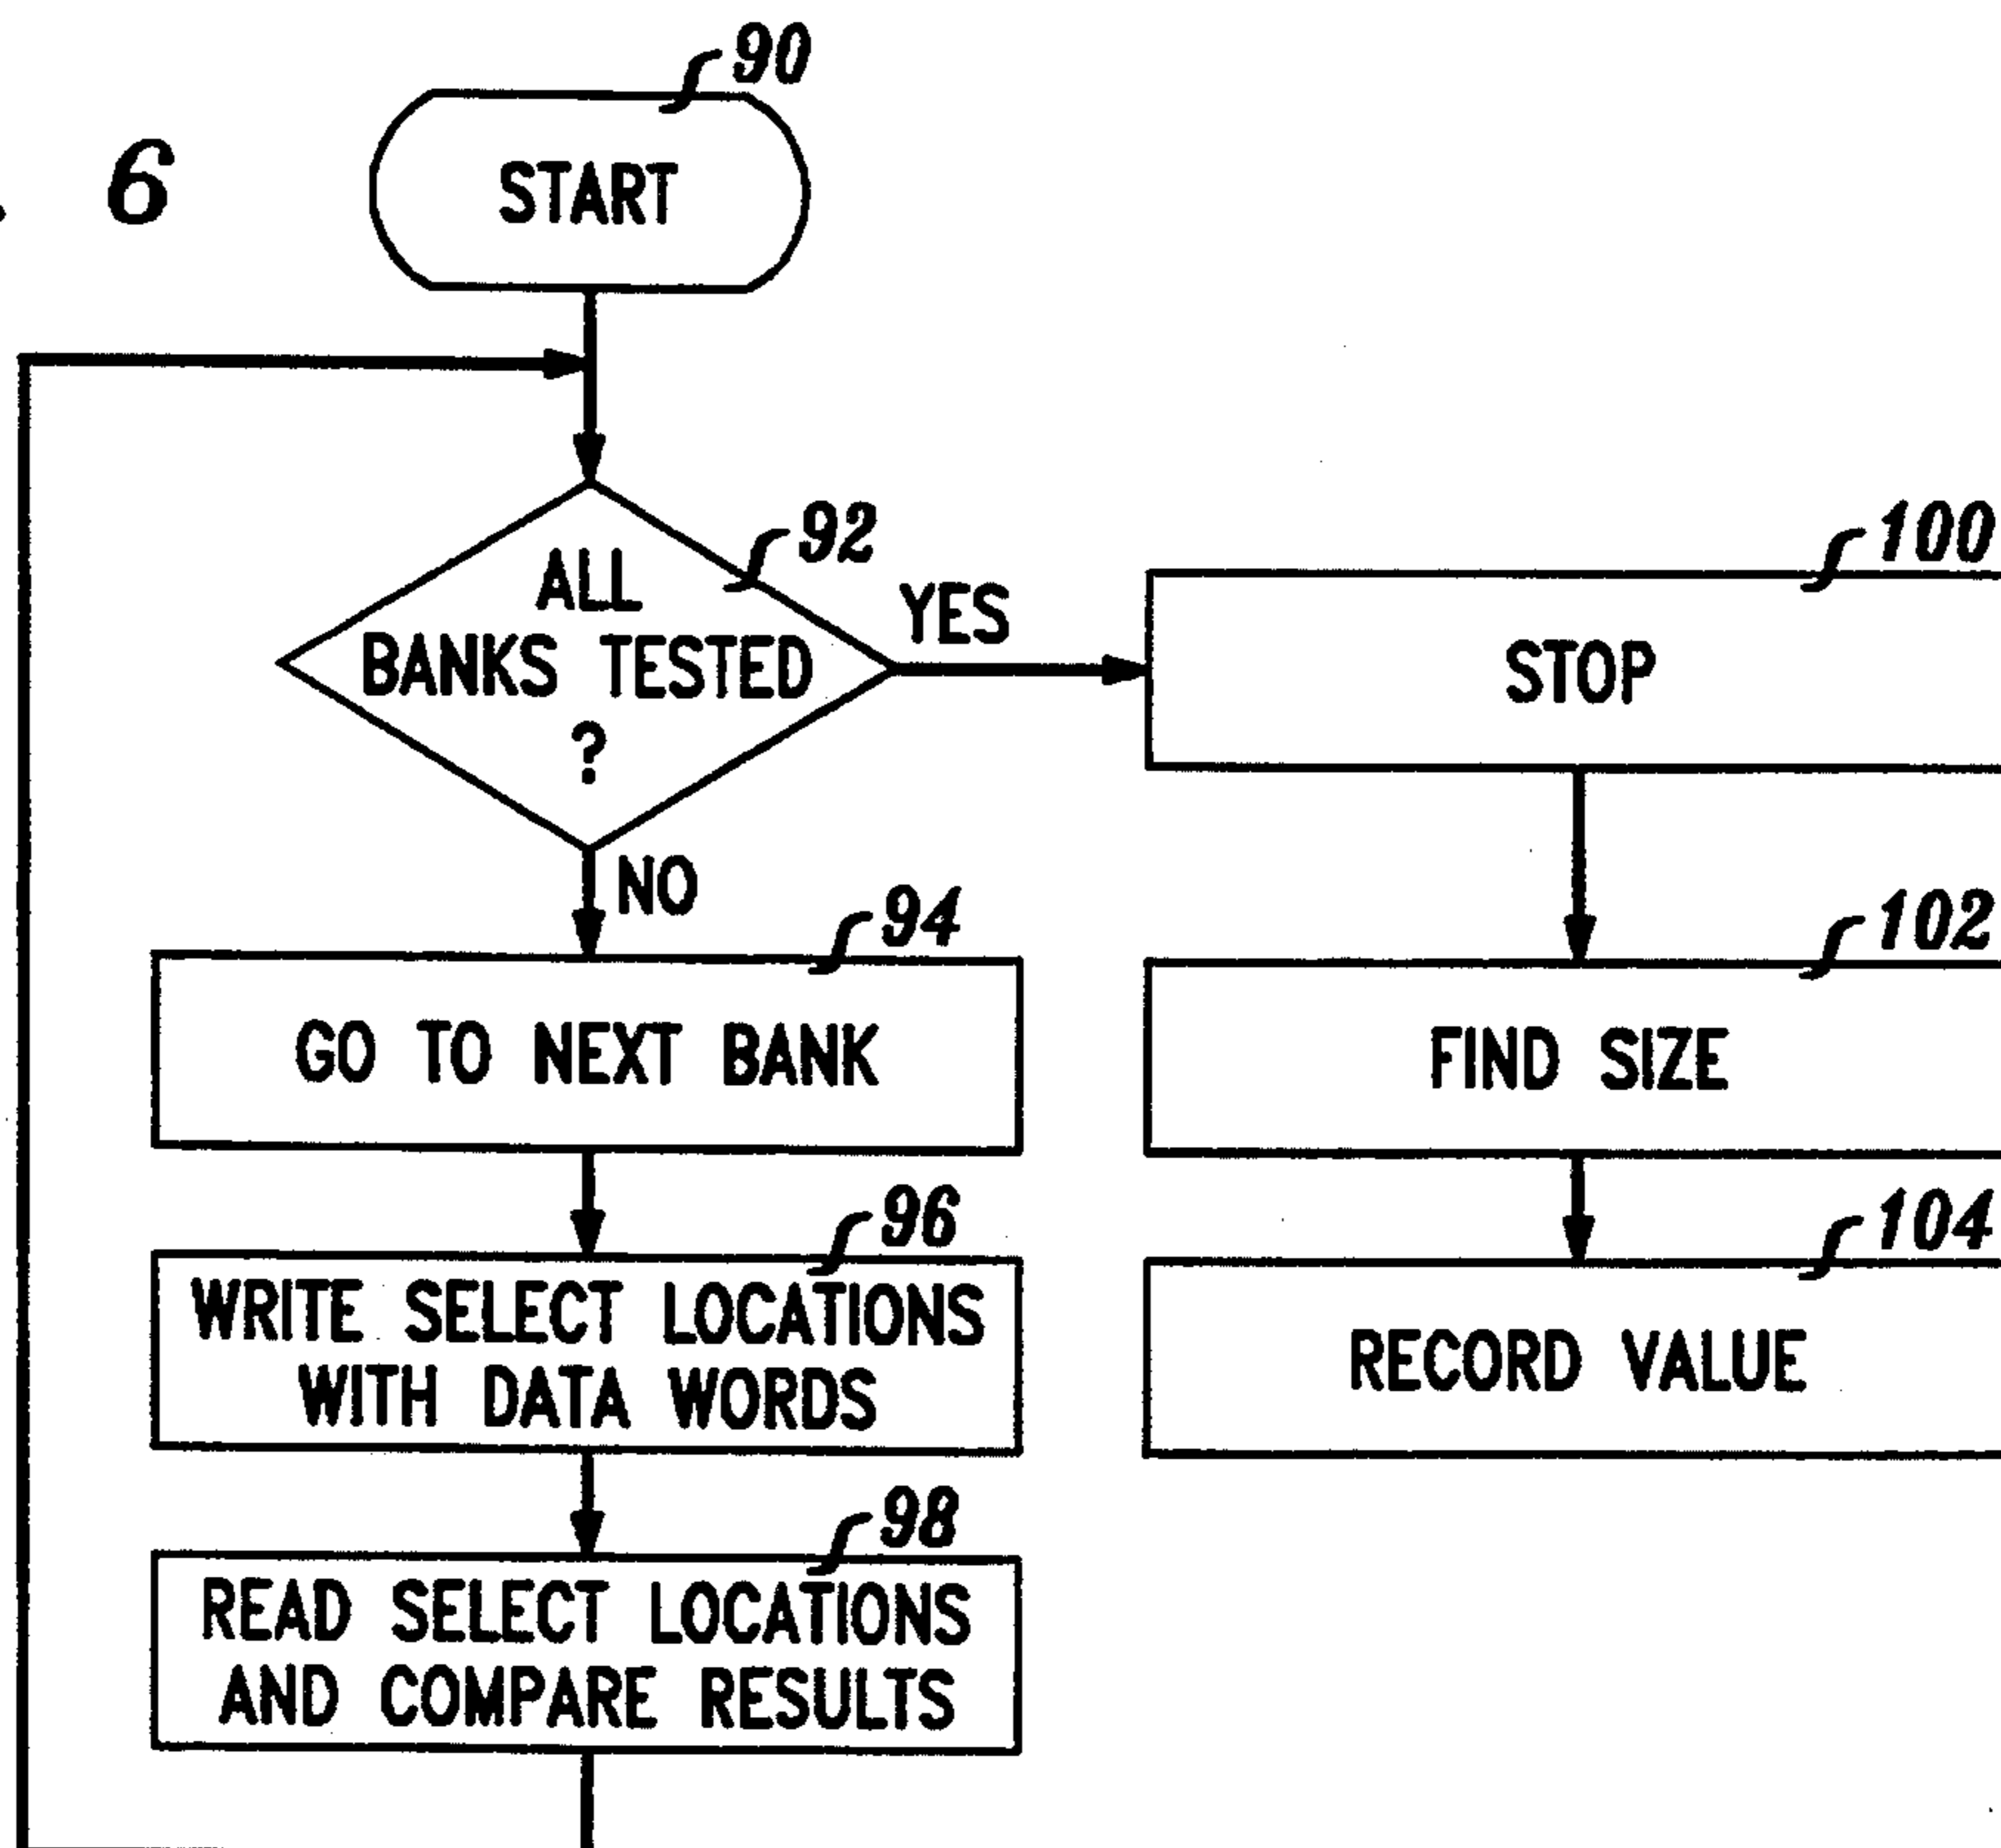 6
90
START
92
ALL
BANKS TESTED
?
YES
NO
100
STOP
94
GO TO NEXT BANK
102
FIND SIZE
96
WRITE SELECT LOCATIONS
WITH DATA WORDS
104
RECORD VALUE
98
READ SELECT LOCATIONS
AND COMPARE RESULTS